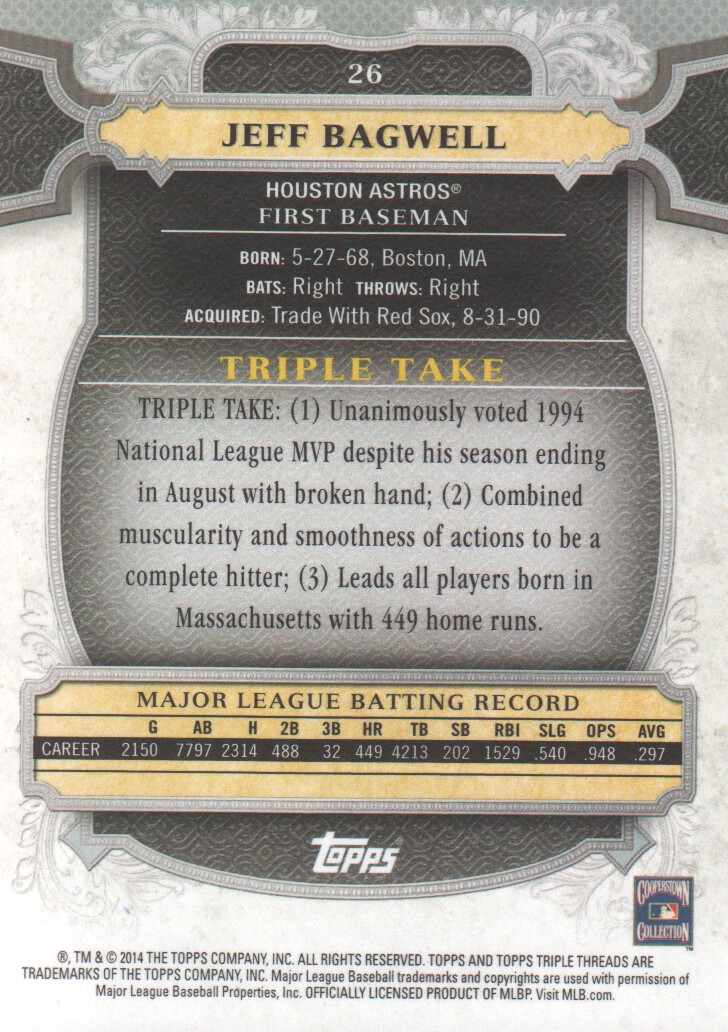 26
JEFF BAGWELL
HOUSTON ASTROS®
FIRST BASEMAN
BORN: 5-27-68, Boston, MA
BATS: Right THROWS: Right
ACQUIRED: Trade With Red Sox, 8-31-90
TRIPLE TAKE
TRIPLE TAKE: (1) Unanimously voted 1994
National League MVP despite his season ending
in August with broken hand; (2) Combined
muscularity and smoothness of actions to be a
complete hitter; (3) Leads all players born in
Massachusetts with 449 home runs.
MAJOR LEAGUE BATTING RECORD
G AB H 2B 3B HR TB SB RBI SLG OPS AVG
CAREER 2150 7797 2314 488 32 449 4213 202 1529 .540 .948 .297
TOPPS®
COOPERSTOWN
COLLECTION™
®, TM & © 2014 THE TOPPS COMPANY, INC. ALL RIGHTS RESERVED. TOPPS AND TOPPS TRIPLE THREADS ARE
TRADEMARKS OF THE TOPPS COMPANY, INC. Major League Baseball trademarks and copyrights are used with permission of
Major League Baseball Properties, Inc. OFFICIALLY LICENSED PRODUCT OF MLBP. Visit MLB.com.